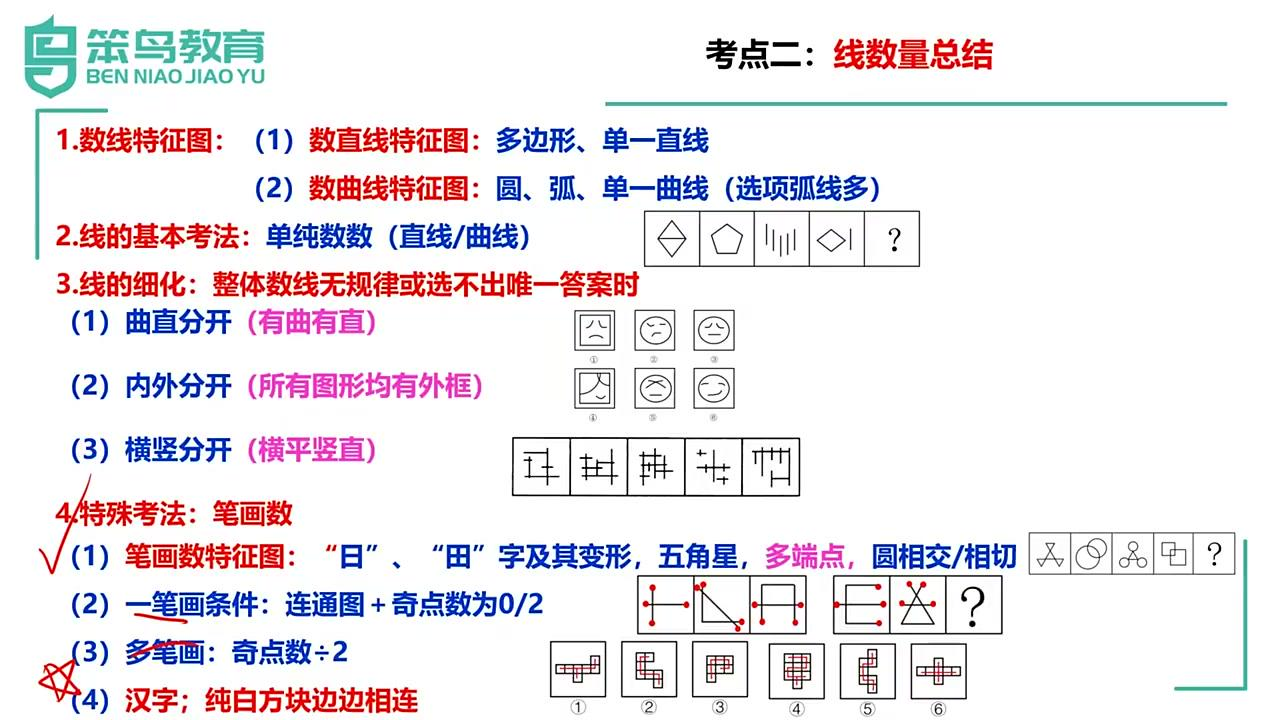 笨鸟教育
BEN NIAO JIAO YU
考点二：线数量总结
1.数线特征图：（1）数直线特征图：多边形、单一直线
（2）数曲线特征图：圆、弧、单一曲线（选项弧线多）
2.线的基本考法：单纯数数（直线/曲线）
?
3.线的细化：整体数线无规律或选不出唯一答案时
（1）曲直分开（有曲有直）
① ② ③
（2）内外分开（所有图形均有外框）
④ ⑤ ⑥
（3）横竖分开（横平竖直）
4.特殊考法：笔画数
（1）笔画数特征图：“日”、“田”字及其变形，五角星，多端点，圆相交/相切
?
（2）一笔画条件：连通图＋奇点数为0/2
?
（3）多笔画：奇点数÷2
（4）汉字；纯白方块边边相连
① ② ③ ④ ⑤ ⑥